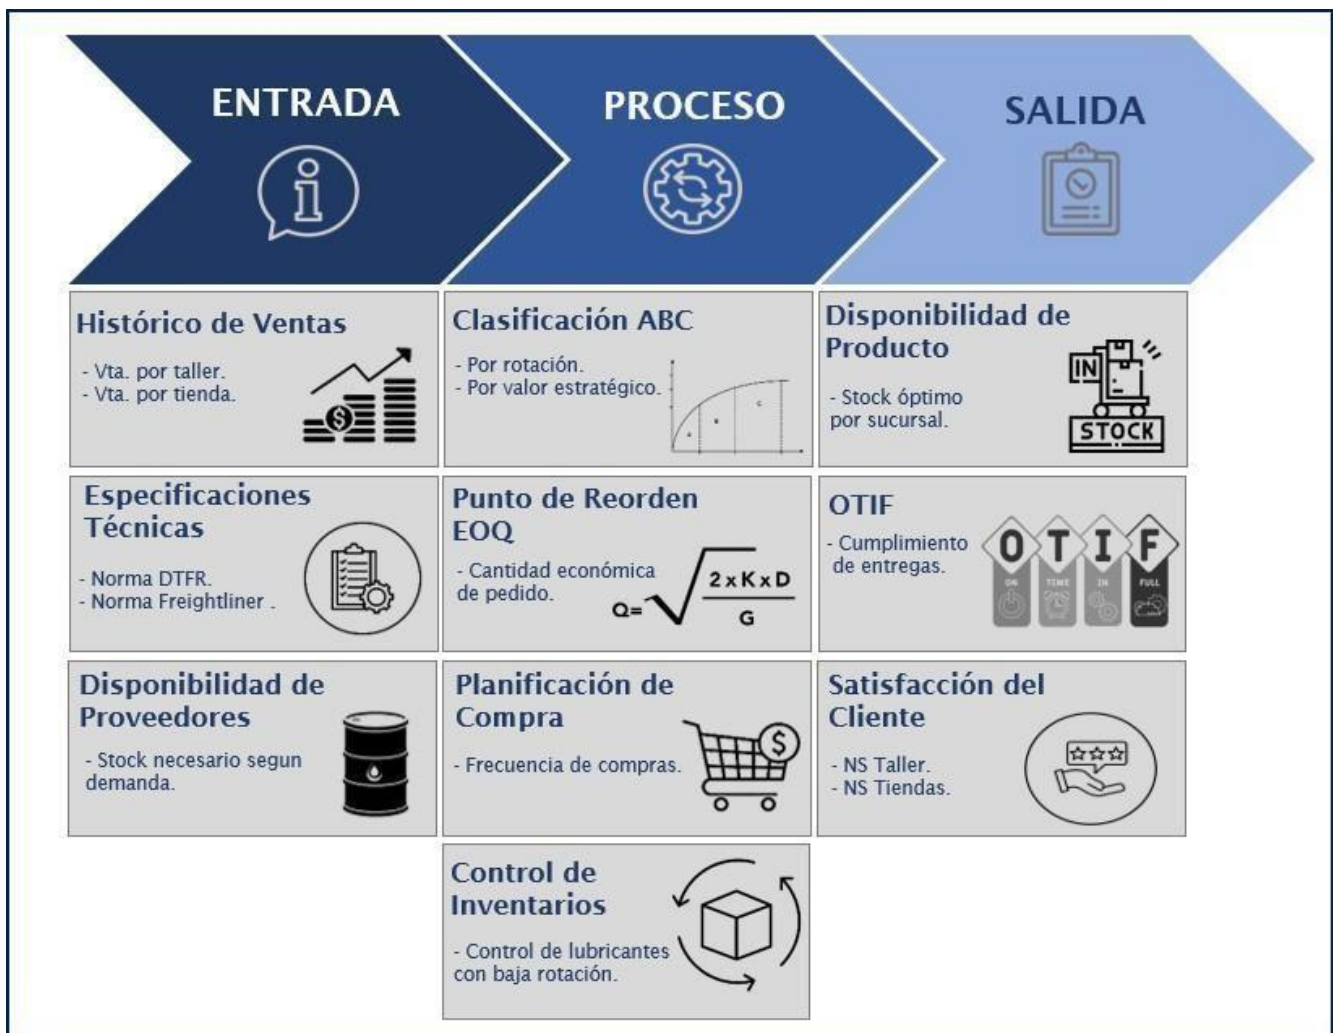 ENTRADA
PROCESO
SALIDA
Histórico de Ventas
- Vta. por taller.
- Vta. por tienda.
Clasificación ABC
- Por rotación.
- Por valor estratégico.
A
B
C
Disponibilidad de
Producto
- Stock óptimo
por sucursal.
IN
STOCK
Especificaciones
Técnicas
- Norma DTFR.
- Norma Freightliner .
Punto de Reorden
EOQ
- Cantidad económica
de pedido.
Q= 2 x K x D
G
OTIF
- Cumplimiento
de entregas.
O T I F
ON TIME IN FULL
Disponibilidad de
Proveedores
- Stock necesario segun
demanda.
Planificación de
Compra
- Frecuencia de compras.
$
Satisfacción del
Cliente
- NS Taller.
- NS Tiendas.
Control de
Inventarios
- Control de lubricantes
con baja rotación.